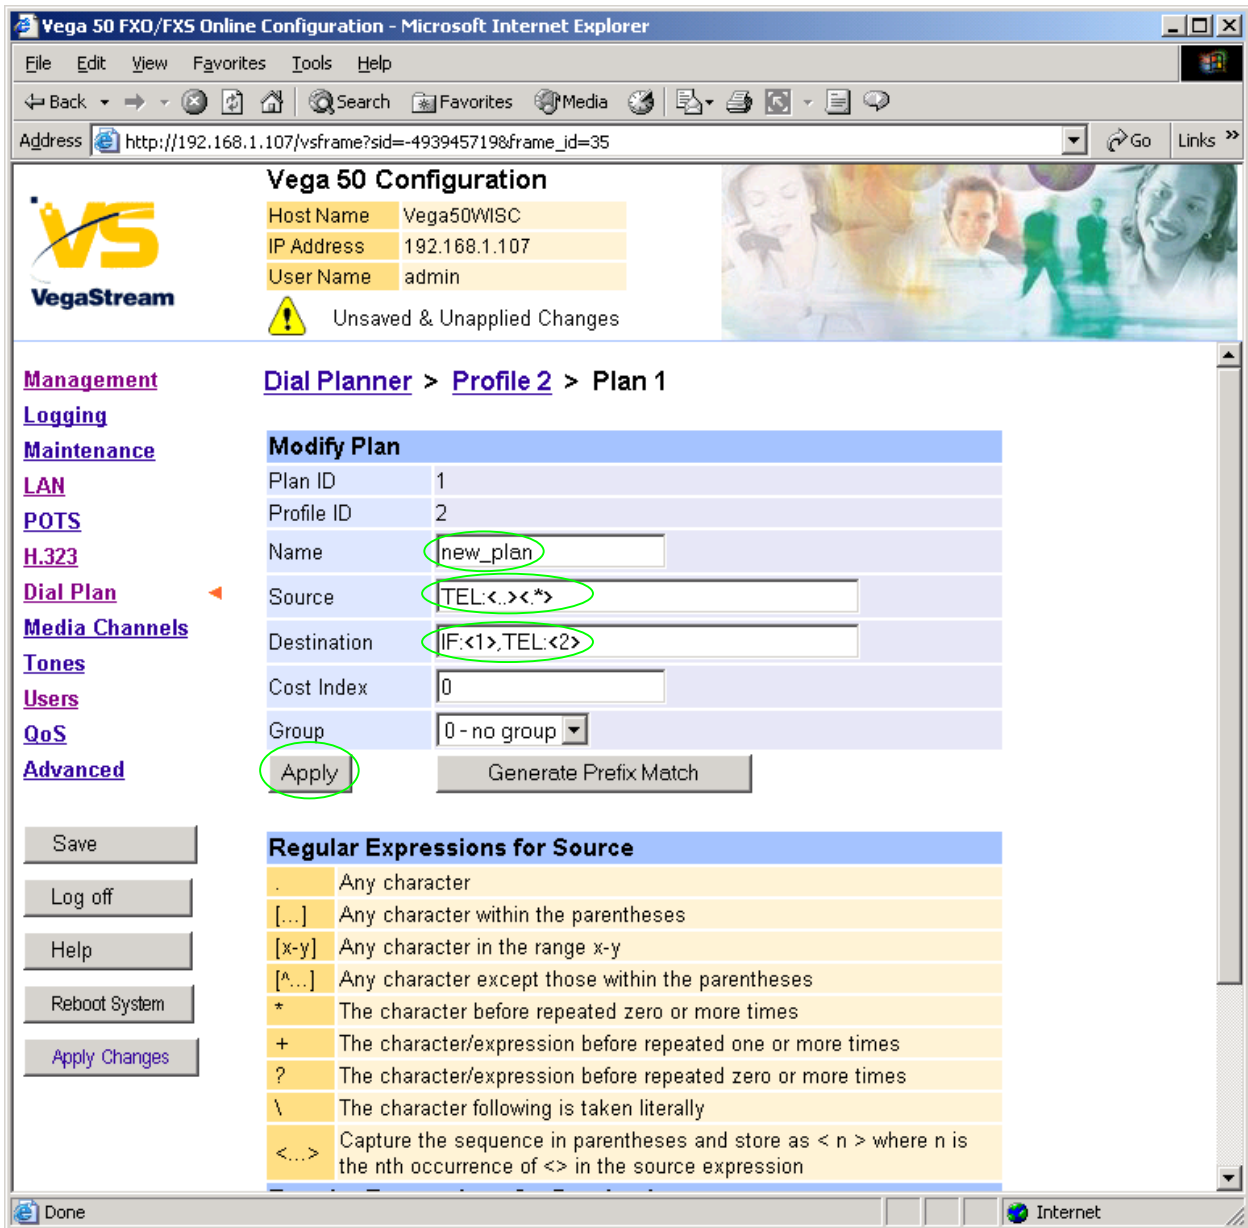 Vega 50 FXO/FXS Online Configuration - Microsoft Internet Explorer
File Edit View Favorites Tools Help
Back Search Favorites Media
Address http://192.168.1.107/vsframe?sid=-493945719&frame_id=35 Go Links »
VS
VegaStream
Vega 50 Configuration
Host Name Vega50WISC
IP Address 192.168.1.107
User Name admin
Unsaved & Unapplied Changes
Management
Logging
Maintenance
LAN
POTS
H.323
Dial Plan
Media Channels
Tones
Users
QoS
Advanced
Save
Log off
Help
Reboot System
Apply Changes
Dial Planner > Profile 2 > Plan 1
Modify Plan
Plan ID 1
Profile ID 2
Name new_plan
Source TEL:<..><.*>
Destination IF:<1>,TEL:<2>
Cost Index 0
Group 0 - no group
Apply Generate Prefix Match
Regular Expressions for Source
. Any character
[...] Any character within the parentheses
[x-y] Any character in the range x-y
[^...] Any character except those within the parentheses
* The character before repeated zero or more times
+ The character/expression before repeated one or more times
? The character/expression before repeated zero or more times
\ The character following is taken literally
<...> Capture the sequence in parentheses and store as < n > where n is
the nth occurrence of <> in the source expression
Done Internet